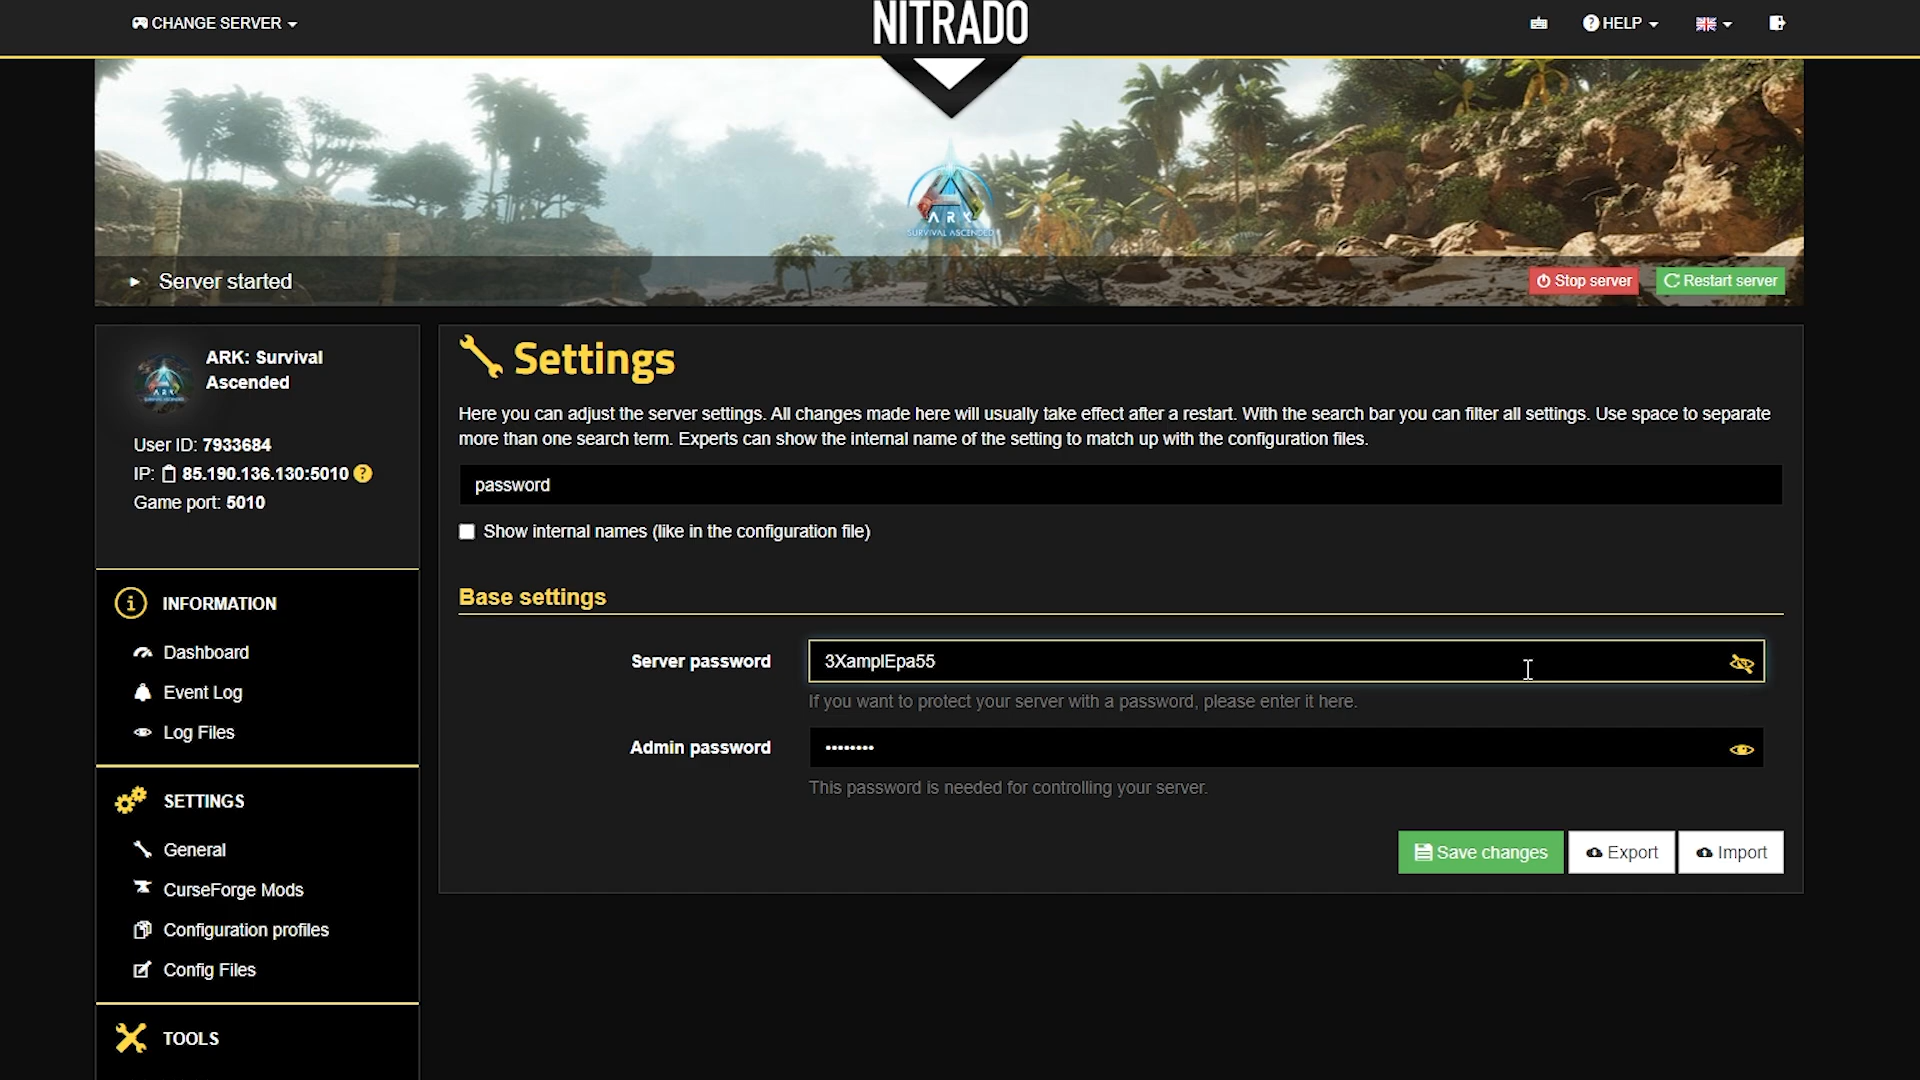 CHANGE SERVER
NITRADO
HELP
ARK
SURVIVAL ASCENDED
Server started
Stop server
Restart server
ARK: Survival
Ascended
User ID: 7933684
IP: 85.190.136.130:5010 ?
Game port: 5010
INFORMATION
Dashboard
Event Log
Log Files
SETTINGS
General
CurseForge Mods
Configuration profiles
Config Files
TOOLS
Settings
Here you can adjust the server settings. All changes made here will usually take effect after a restart. With the search bar you can filter all settings. Use space to separate
more than one search term. Experts can show the internal name of the setting to match up with the configuration files.
password
Show internal names (like in the configuration file)
Base settings
Server password
3XamplEpa55
If you want to protect your server with a password, please enter it here.
Admin password
••••••••
This password is needed for controlling your server.
Save changes
Export
Import